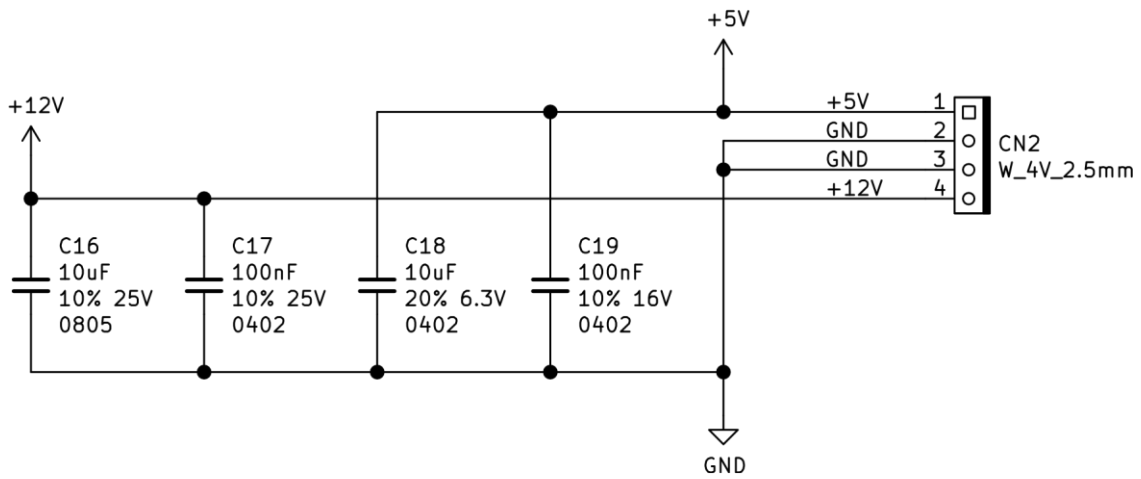 +5V
+12V
+5V 1
GND 2
GND 3
+12V 4
CN2
W_4V_2.5mm
C16
10uF
10% 25V
0805
C17
100nF
10% 25V
0402
C18
10uF
20% 6.3V
0402
C19
100nF
10% 16V
0402
GND